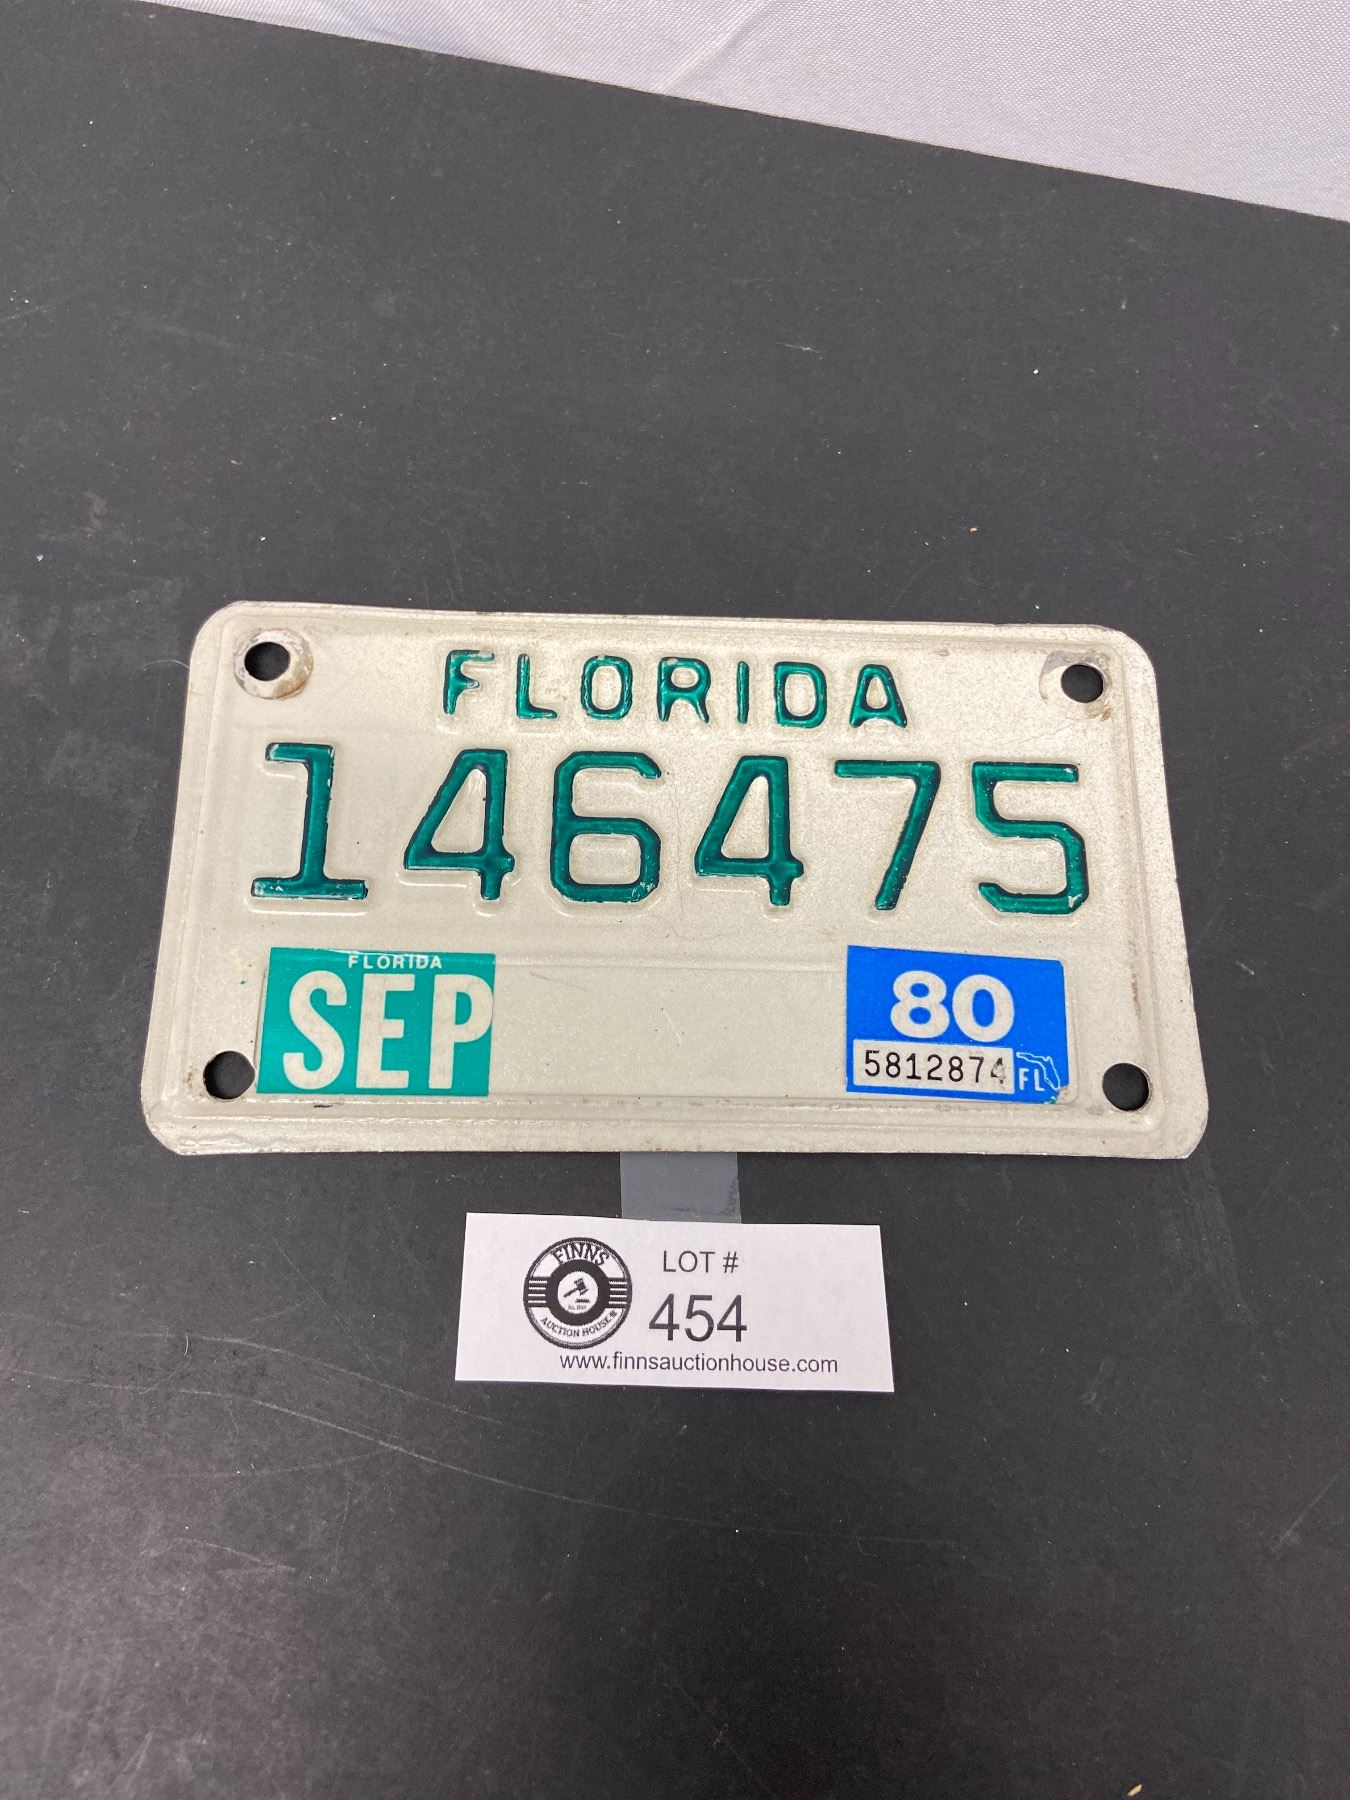 FLORIDA
146475
FLORIDA
SEP
80
5812874 FL
FINNS
AUCTION HOUSE
LOT #
454
www.finnsauctionhouse.com